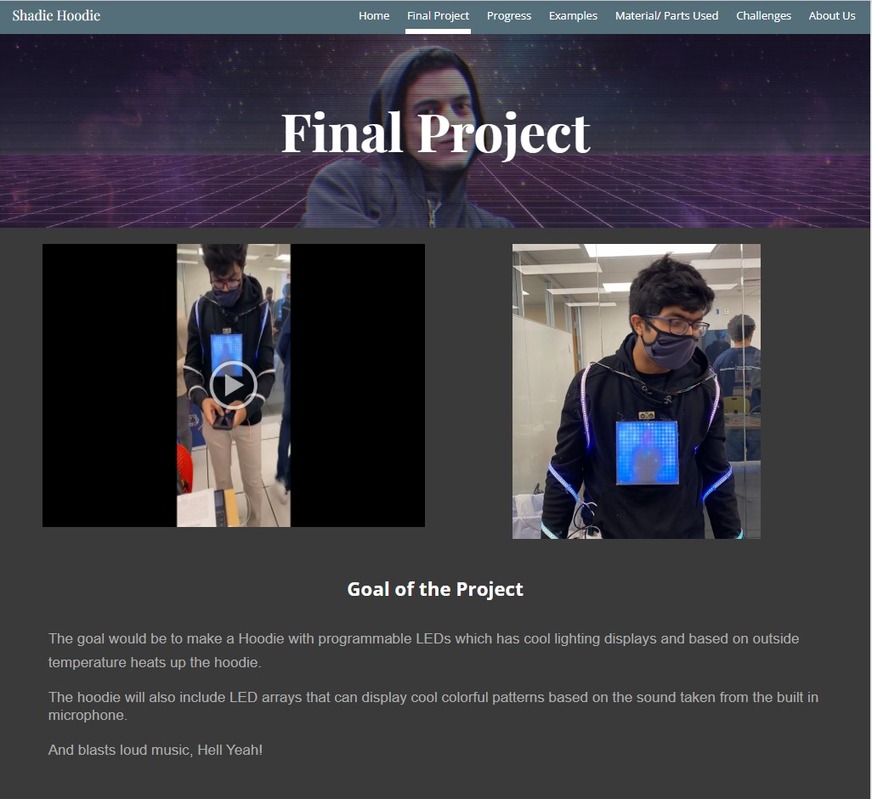 Shadie Hoodie
Home Final Project Progress Examples Material/ Parts Used Challenges About Us
Final Project
Goal of the Project
The goal would be to make a Hoodie with programmable LEDs which has cool lighting displays and based on outside
temperature heats up the hoodie.
The hoodie will also include LED arrays that can display cool colorful patterns based on the sound taken from the built in
microphone.
And blasts loud music, Hell Yeah!